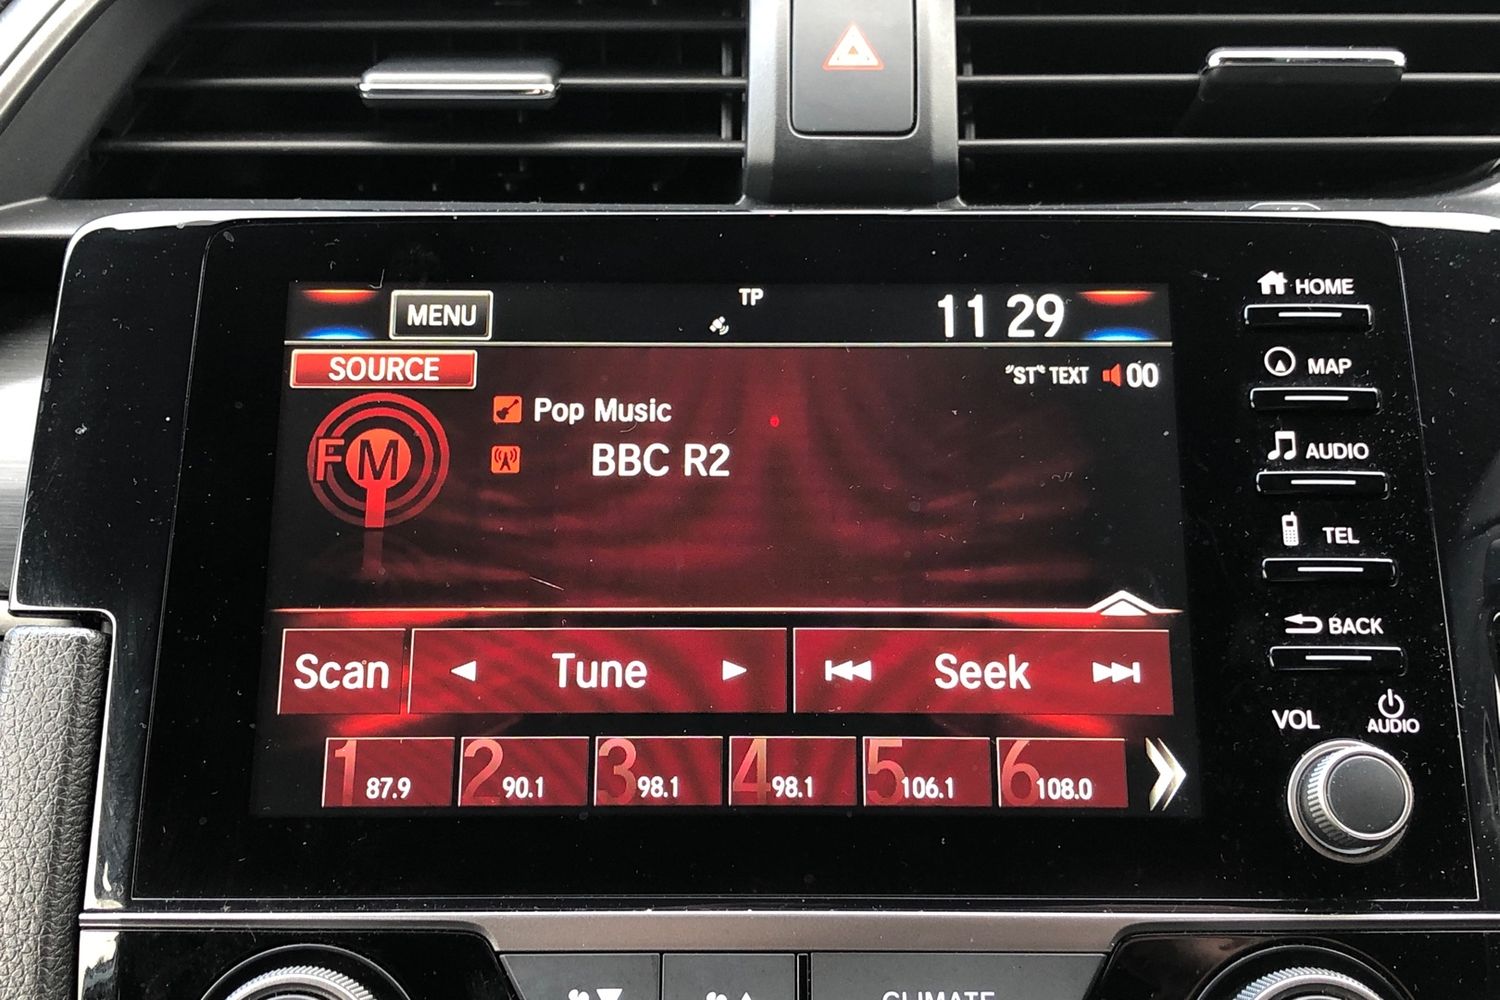 TP
MENU
11 29
SOURCE
"ST" TEXT 00
FM
Pop Music
BBC R2
Scan
Tune
Seek
1 87.9
2 90.1
3 98.1
4 98.1
5 106.1
6 108.0
HOME
MAP
AUDIO
TEL
BACK
VOL
AUDIO
CLIMATE